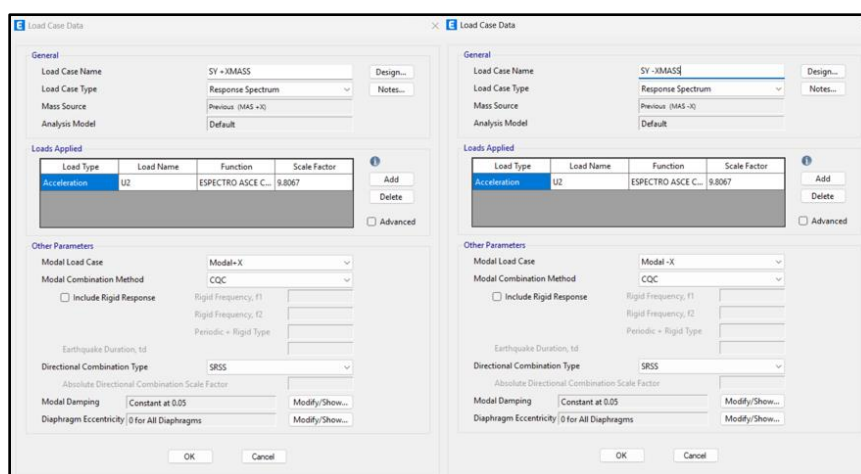 Load Case Data
General
Load Case Name SY +XMASS Design...
Load Case Type Response Spectrum Notes...
Mass Source Previous (MAS +X)
Analysis Model Default
Loads Applied
Load Type Load Name Function Scale Factor
Acceleration U2 ESPECTRO ASCE C... 9.8067 Add
Delete
Advanced
Other Parameters
Modal Load Case Modal+X
Modal Combination Method CQC
Include Rigid Response Rigid Frequency, f1
Rigid Frequency, f2
Periodic + Rigid Type
Earthquake Duration, td
Directional Combination Type SRSS
Absolute Directional Combination Scale Factor
Modal Damping Constant at 0.05 Modify/Show...
Diaphragm Eccentricity 0 for All Diaphragms Modify/Show...
OK Cancel
Load Case Data
General
Load Case Name SY -XMASS Design...
Load Case Type Response Spectrum Notes...
Mass Source Previous (MAS -X)
Analysis Model Default
Loads Applied
Load Type Load Name Function Scale Factor
Acceleration U2 ESPECTRO ASCE C... 9.8067 Add
Delete
Advanced
Other Parameters
Modal Load Case Modal -X
Modal Combination Method CQC
Include Rigid Response Rigid Frequency, f1
Rigid Frequency, f2
Periodic + Rigid Type
Earthquake Duration, td
Directional Combination Type SRSS
Absolute Directional Combination Scale Factor
Modal Damping Constant at 0.05 Modify/Show...
Diaphragm Eccentricity 0 for All Diaphragms Modify/Show...
OK Cancel